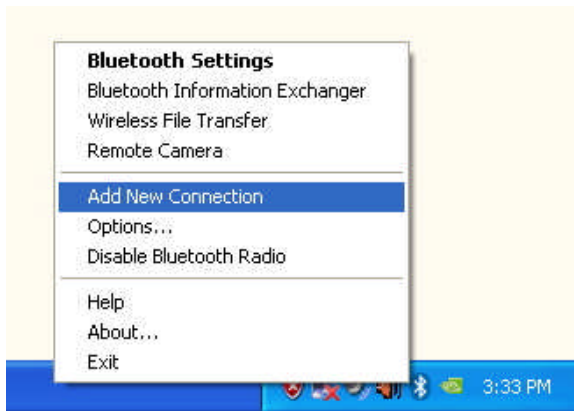 Bluetooth Settings
Bluetooth Information Exchanger
Wireless File Transfer
Remote Camera
Add New Connection
Options...
Disable Bluetooth Radio
Help
About...
Exit
3:33 PM